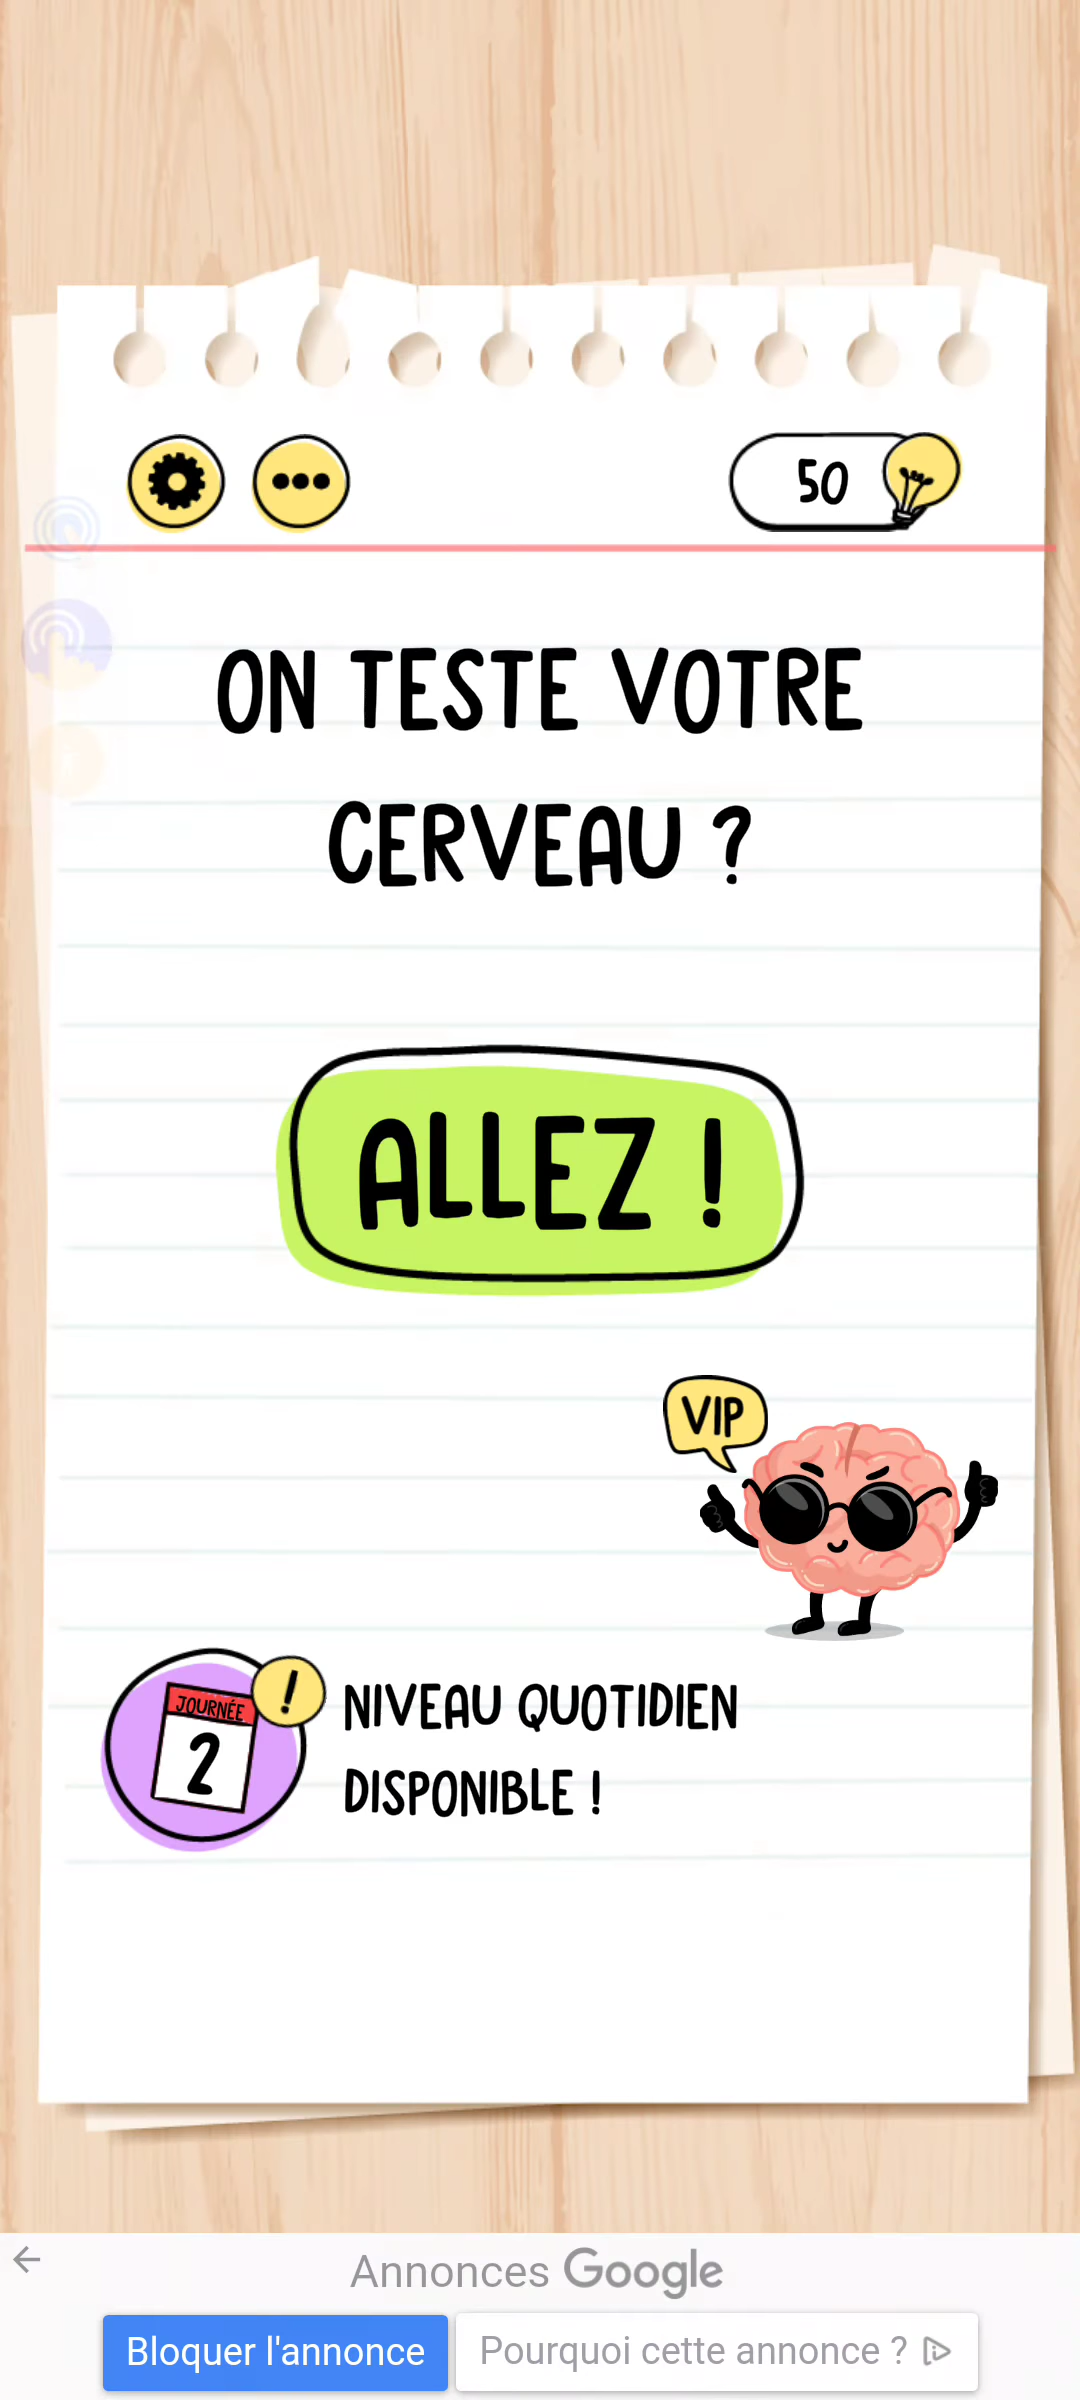 50
ON TESTE VOTRE
CERVEAU ?
ALLEZ !
VIP
JOURNÉE
2
!
NIVEAU QUOTIDIEN
DISPONIBLE !
Annonces Google
Bloquer l'annonce
Pourquoi cette annonce ?